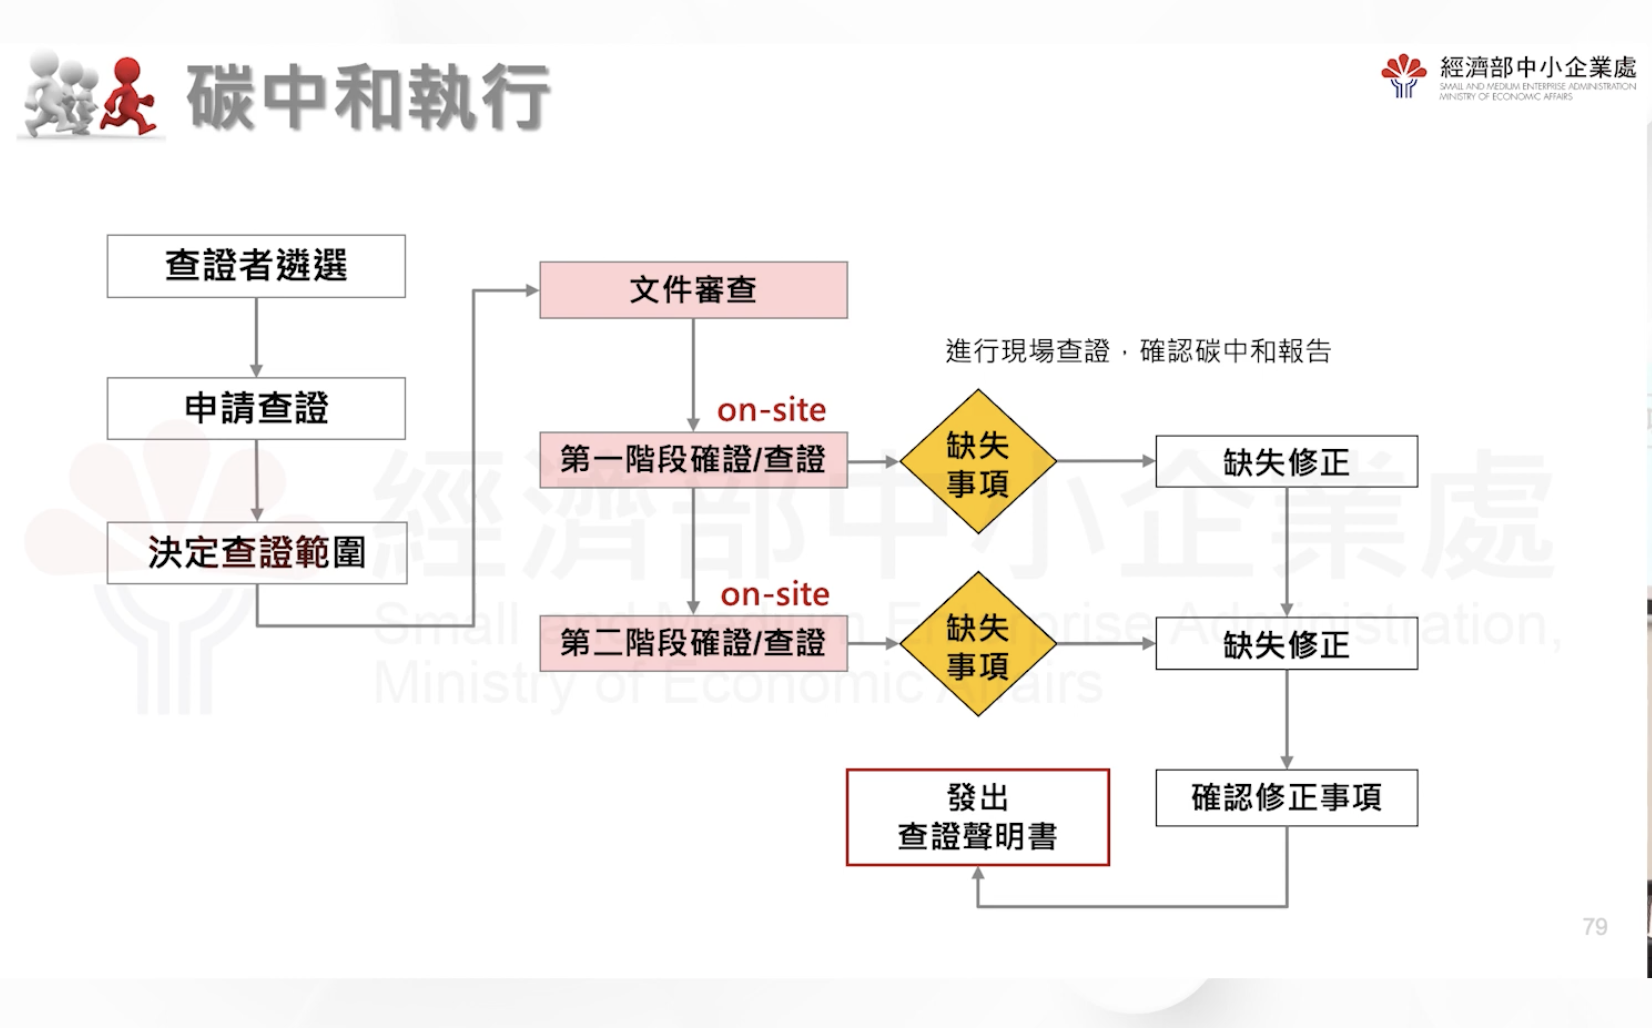 碳中和執行
經濟部中小企業處
SMALL AND MEDIUM ENTERPRISE ADMINISTRATION
MINISTRY OF ECONOMIC AFFAIRS
查證者遴選
申請查證
決定查證範圍
文件審查
on-site
第一階段確證/查證
on-site
第二階段確證/查證
進行現場查證，確認碳中和報告
缺失
事項
缺失修正
缺失
事項
缺失修正
確認修正事項
發出
查證聲明書
經濟部中小企業處
Small and Medium Enterprise Administration,
Ministry of Economic Affairs
79